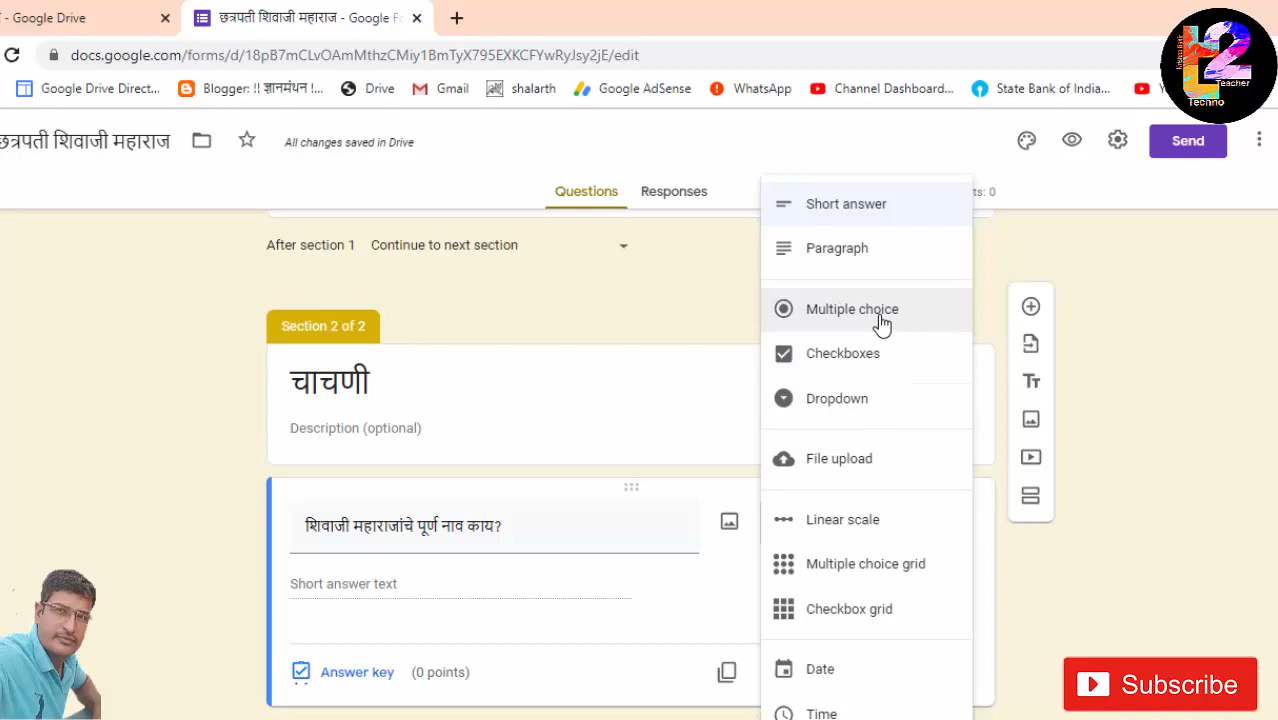 - Google Drive
छत्रपती शिवाजी महाराज - Google Fo
docs.google.com/forms/d/18pB7mCLvOAmMthzCMiy1BmTyX795EXKCFYwRyJsy2jE/edit
Google Drive Direct...
Blogger: !! ज्ञानमंथन !...
Drive
Gmail
shalarth
Google AdSense
WhatsApp
Channel Dashboard...
State Bank of India...
Techno
Teacher
छत्रपती शिवाजी महाराज
All changes saved in Drive
Send
Questions
Responses
ts: 0
Short answer
Paragraph
After section 1 Continue to next section
Multiple choice
Section 2 of 2
Checkboxes
चाचणी
Dropdown
Description (optional)
File upload
शिवाजी महाराजांचे पूर्ण नाव काय?
Linear scale
Short answer text
Multiple choice grid
Checkbox grid
Answer key (0 points)
Date
Time
Subscribe